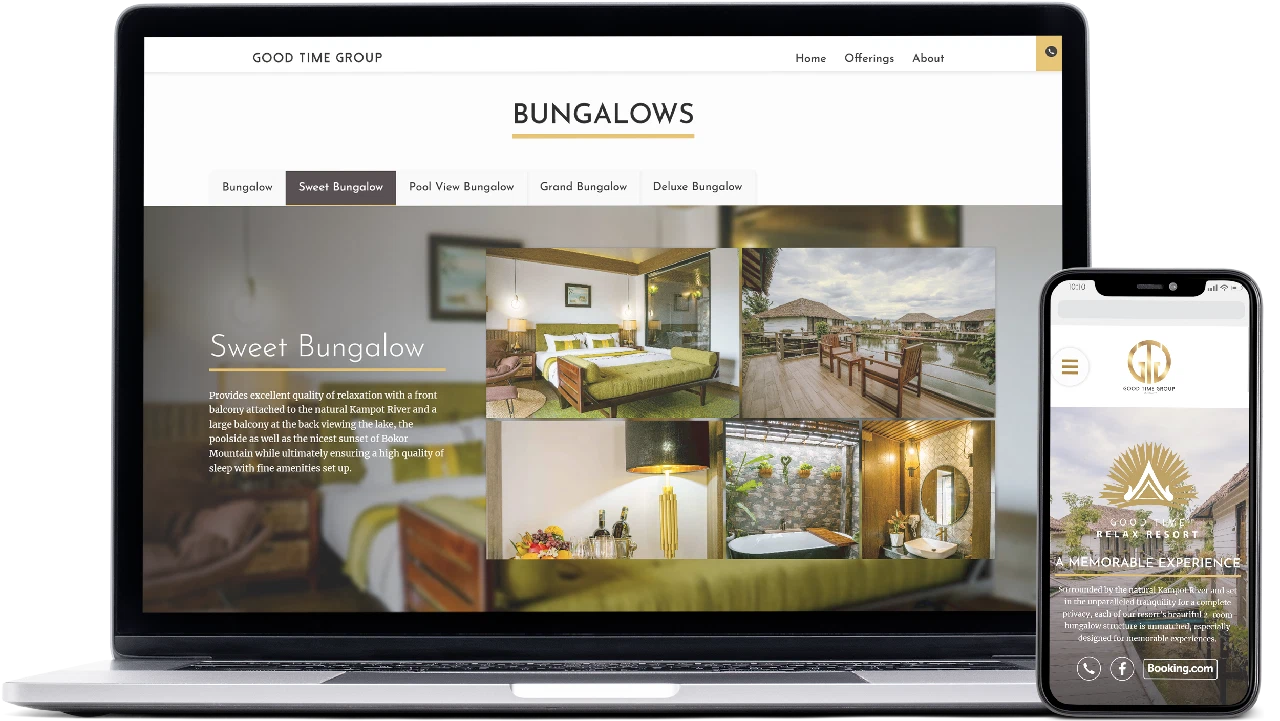 GOOD TIME GROUP
Home Offerings About
BUNGALOWS
Bungalow Sweet Bungalow Pool View Bungalow Grand Bungalow Deluxe Bungalow
Sweet Bungalow
Provides excellent quality of relaxation with a front
balcony attached to the natural Kampot River and a
large balcony at the back viewing the lake, the
poolside as well as the nicest sunset of Bokor
Mountain while ultimately ensuring a high quality of
sleep with fine amenities set up.
10:10
GTG
GOOD TIME GROUP
GOOD TIME
RELAX RESORT
A MEMORABLE EXPERIENCE
Surrounded by the natural Kampot River and set
in the unparalleled tranquility for a complete
privacy, each of our resort's beautiful 2-room
bungalow structure is unmatched, especially
designed for memorable experiences.
f Booking.com